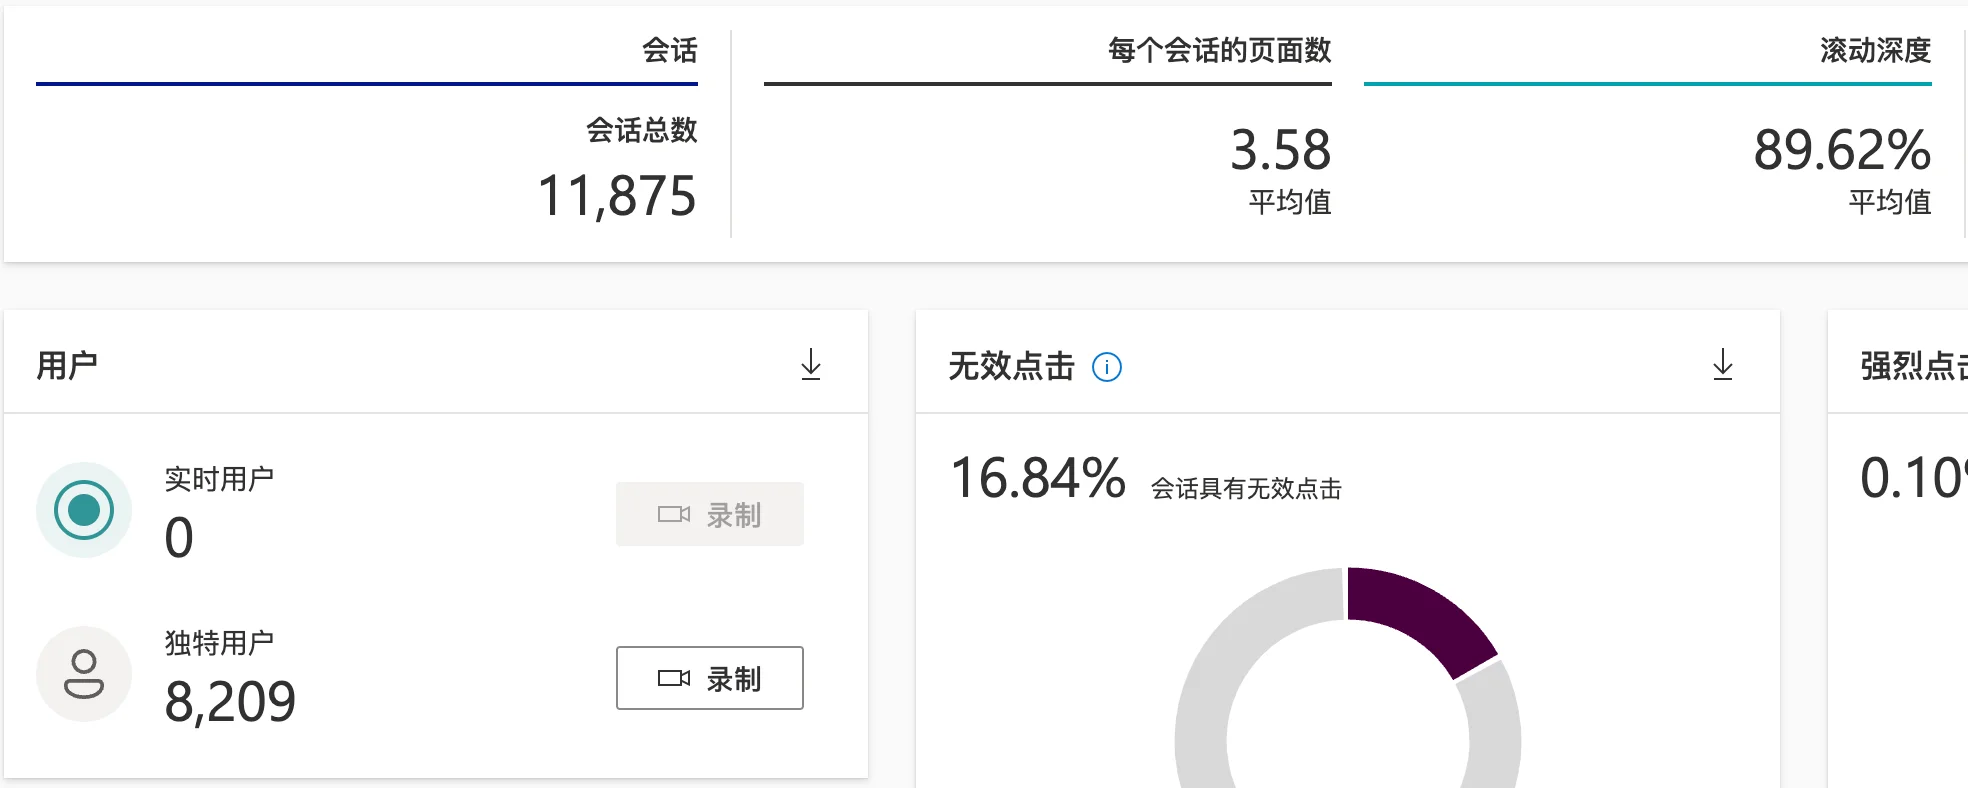 会话
会话总数
11,875
每个会话的页面数
3.58
平均值
滚动深度
89.62%
平均值
用户
实时用户
0
录制
独特用户
8,209
录制
无效点击
16.84% 会话具有无效点击
强烈点击
0.10%